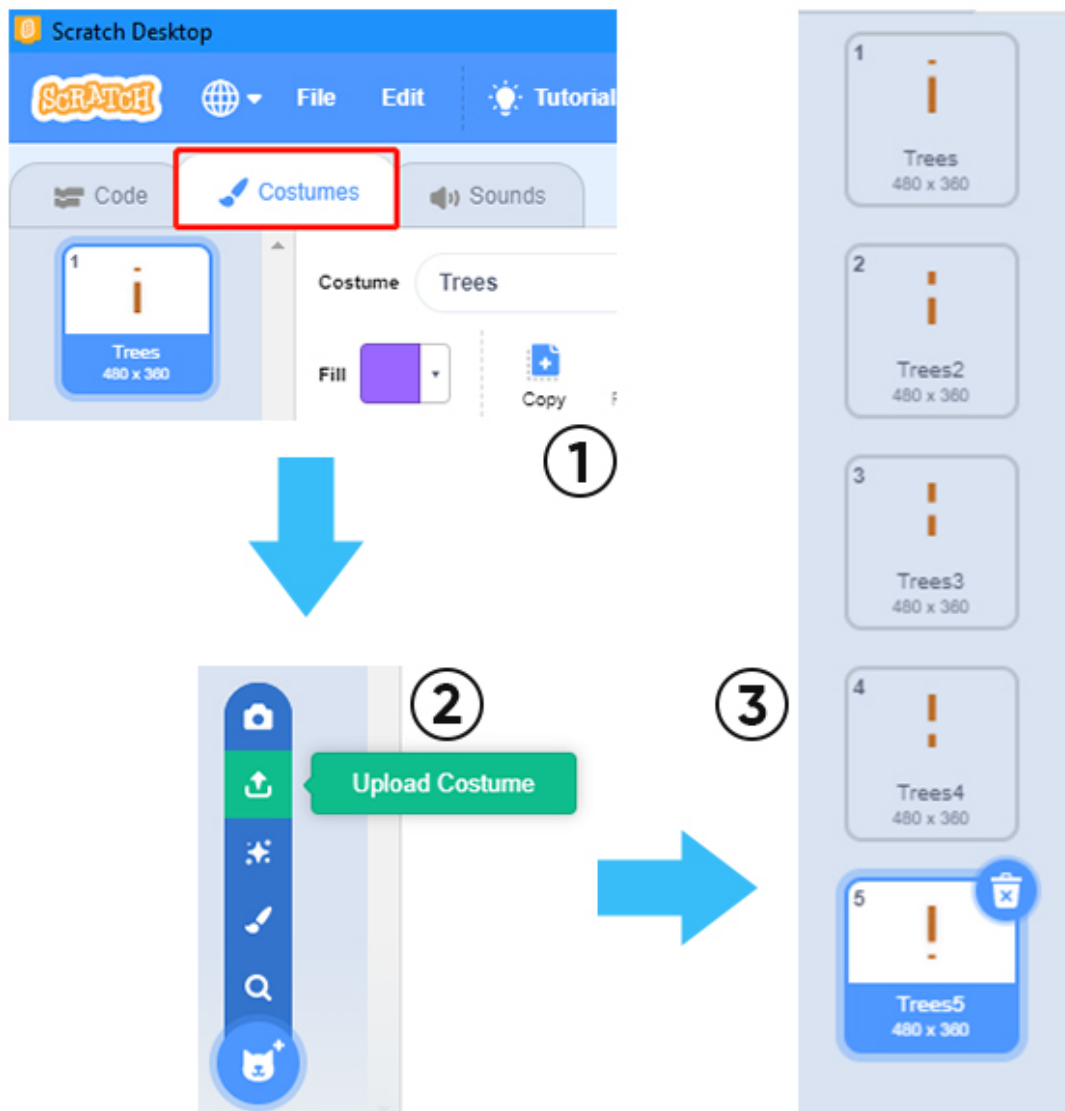 Scratch Desktop
SCRATCH File Edit Tutorial
Code Costumes Sounds
1
Trees
480 x 360
Costume Trees
Fill
Copy
①
②
Upload Costume
③
1
Trees
480 x 360
2
Trees2
480 x 360
3
Trees3
480 x 360
4
Trees4
480 x 360
5
Trees5
480 x 360